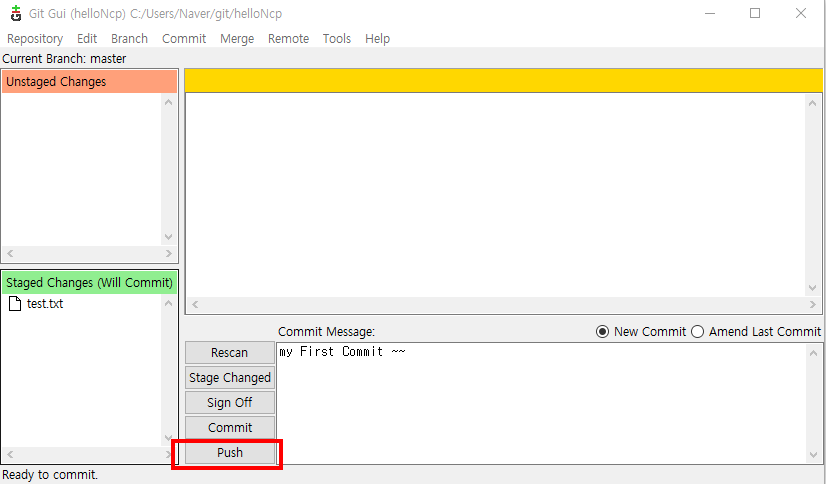 Git Gui (helloNcp) C:/Users/Naver/git/helloNcp
Repository Edit Branch Commit Merge Remote Tools Help
Current Branch: master
Unstaged Changes
Staged Changes (Will Commit)
test.txt
Commit Message:
New Commit
Amend Last Commit
Rescan
Stage Changed
Sign Off
Commit
Push
my First Commit ~~
Ready to commit.